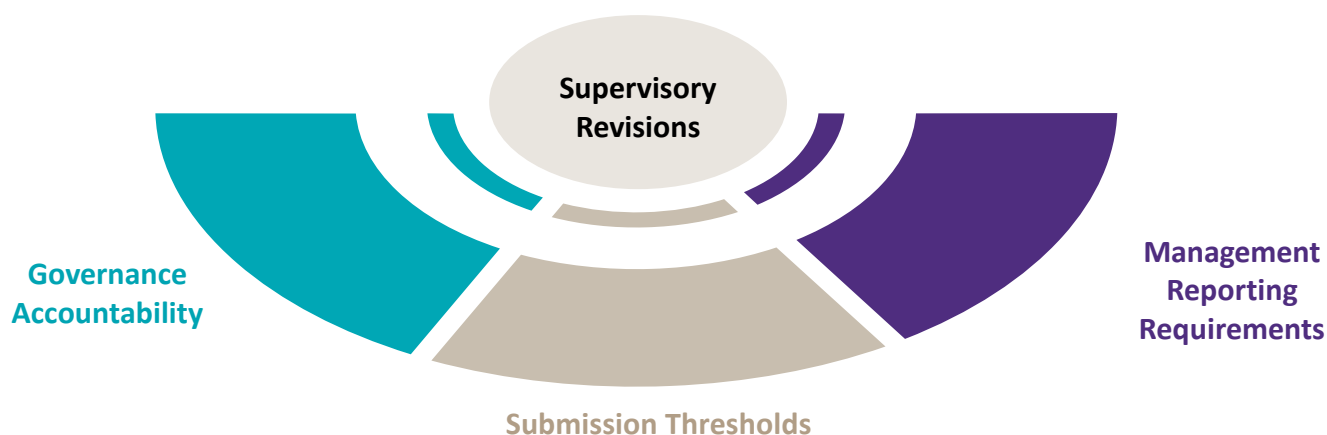 Supervisory
Revisions
Governance
Accountability
Management
Reporting
Requirements
Submission Thresholds